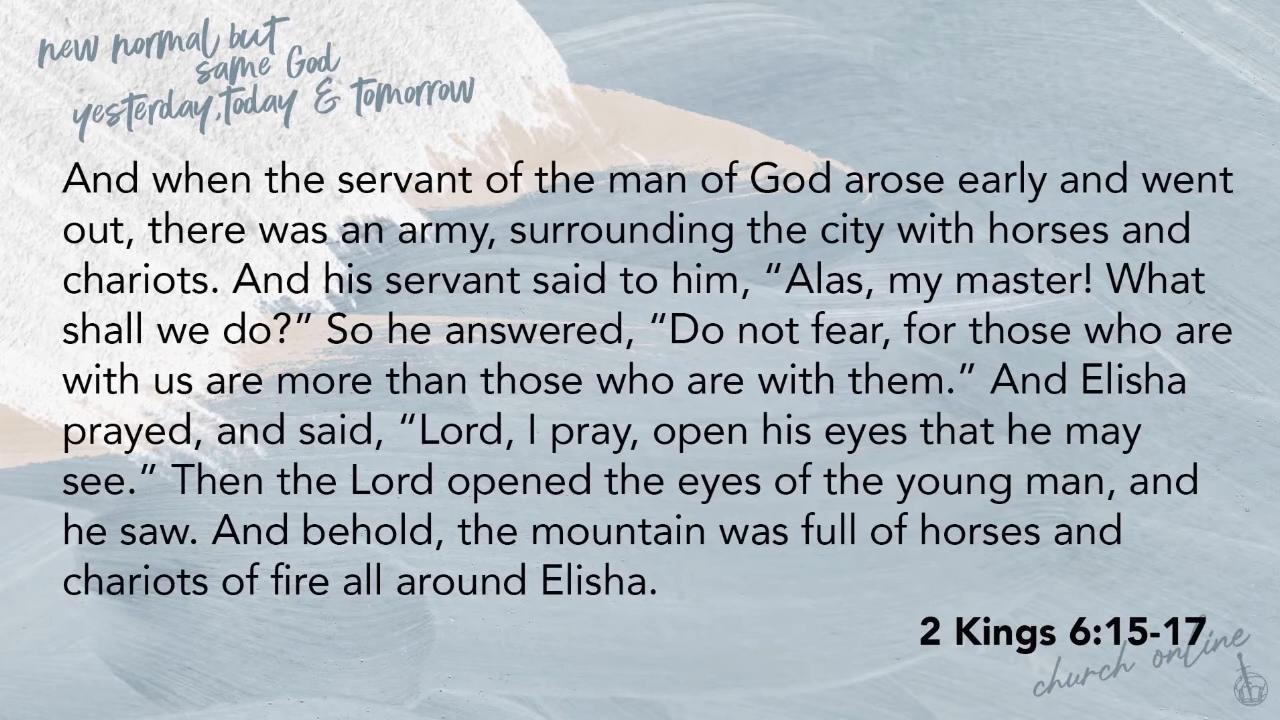 new normal but
same God
yesterday, today & tomorrow
And when the servant of the man of God arose early and went
out, there was an army, surrounding the city with horses and
chariots. And his servant said to him, “Alas, my master! What
shall we do?” So he answered, “Do not fear, for those who are
with us are more than those who are with them.” And Elisha
prayed, and said, “Lord, I pray, open his eyes that he may
see.” Then the Lord opened the eyes of the young man, and
he saw. And behold, the mountain was full of horses and
chariots of fire all around Elisha.
2 Kings 6:15-17
church online